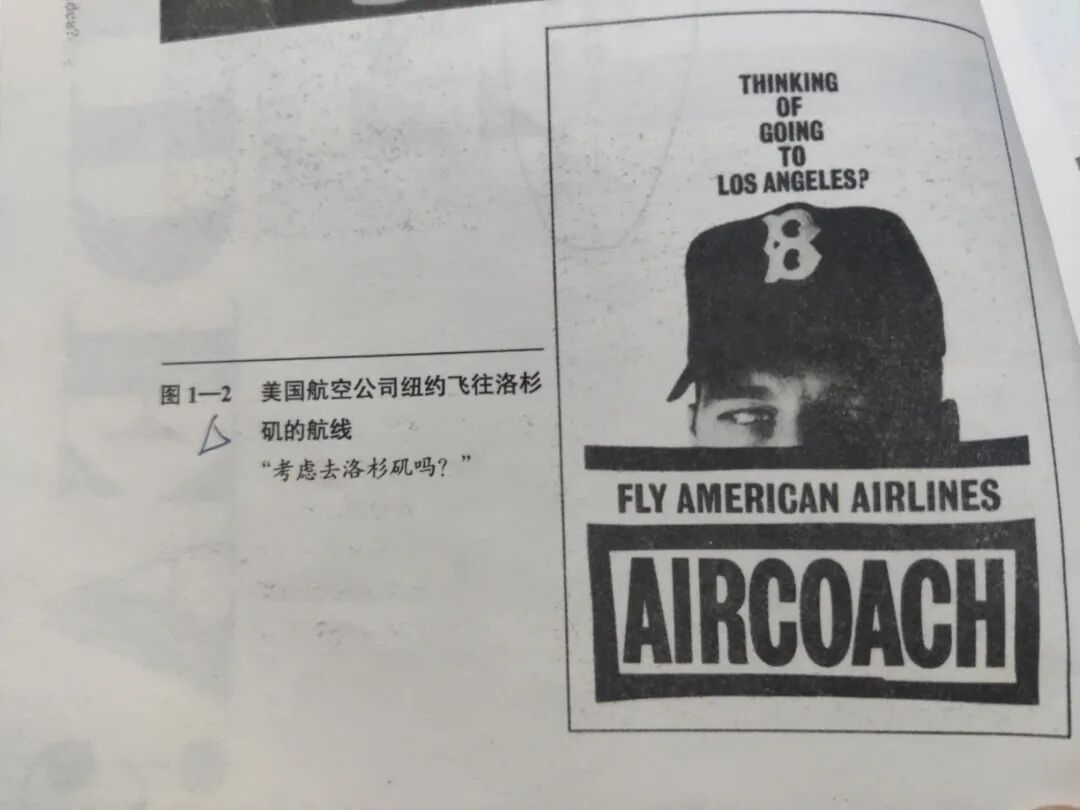 dea?
图 1—2 美国航空公司纽约飞往洛杉
矶的航线
“考虑去洛杉矶吗？”
THINKING
OF
GOING
TO
LOS ANGELES?
B
FLY AMERICAN AIRLINES
AIRCOACH